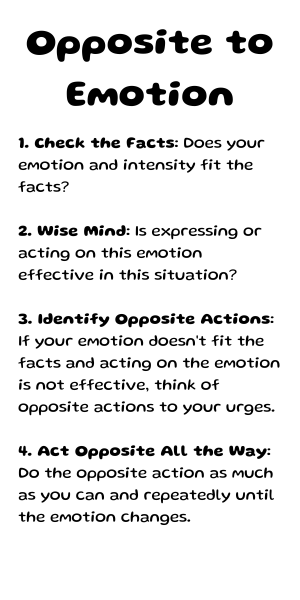 Opposite to
Emotion
1. Check the Facts: Does your
emotion and intensity fit the
facts?
2. Wise Mind: Is expressing or
acting on this emotion
effective in this situation?
3. Identify Opposite Actions:
If your emotion doesn't fit the
facts and acting on the emotion
is not effective, think of
opposite actions to your urges.
4. Act Opposite All the Way:
Do the opposite action as much
as you can and repeatedly until
the emotion changes.